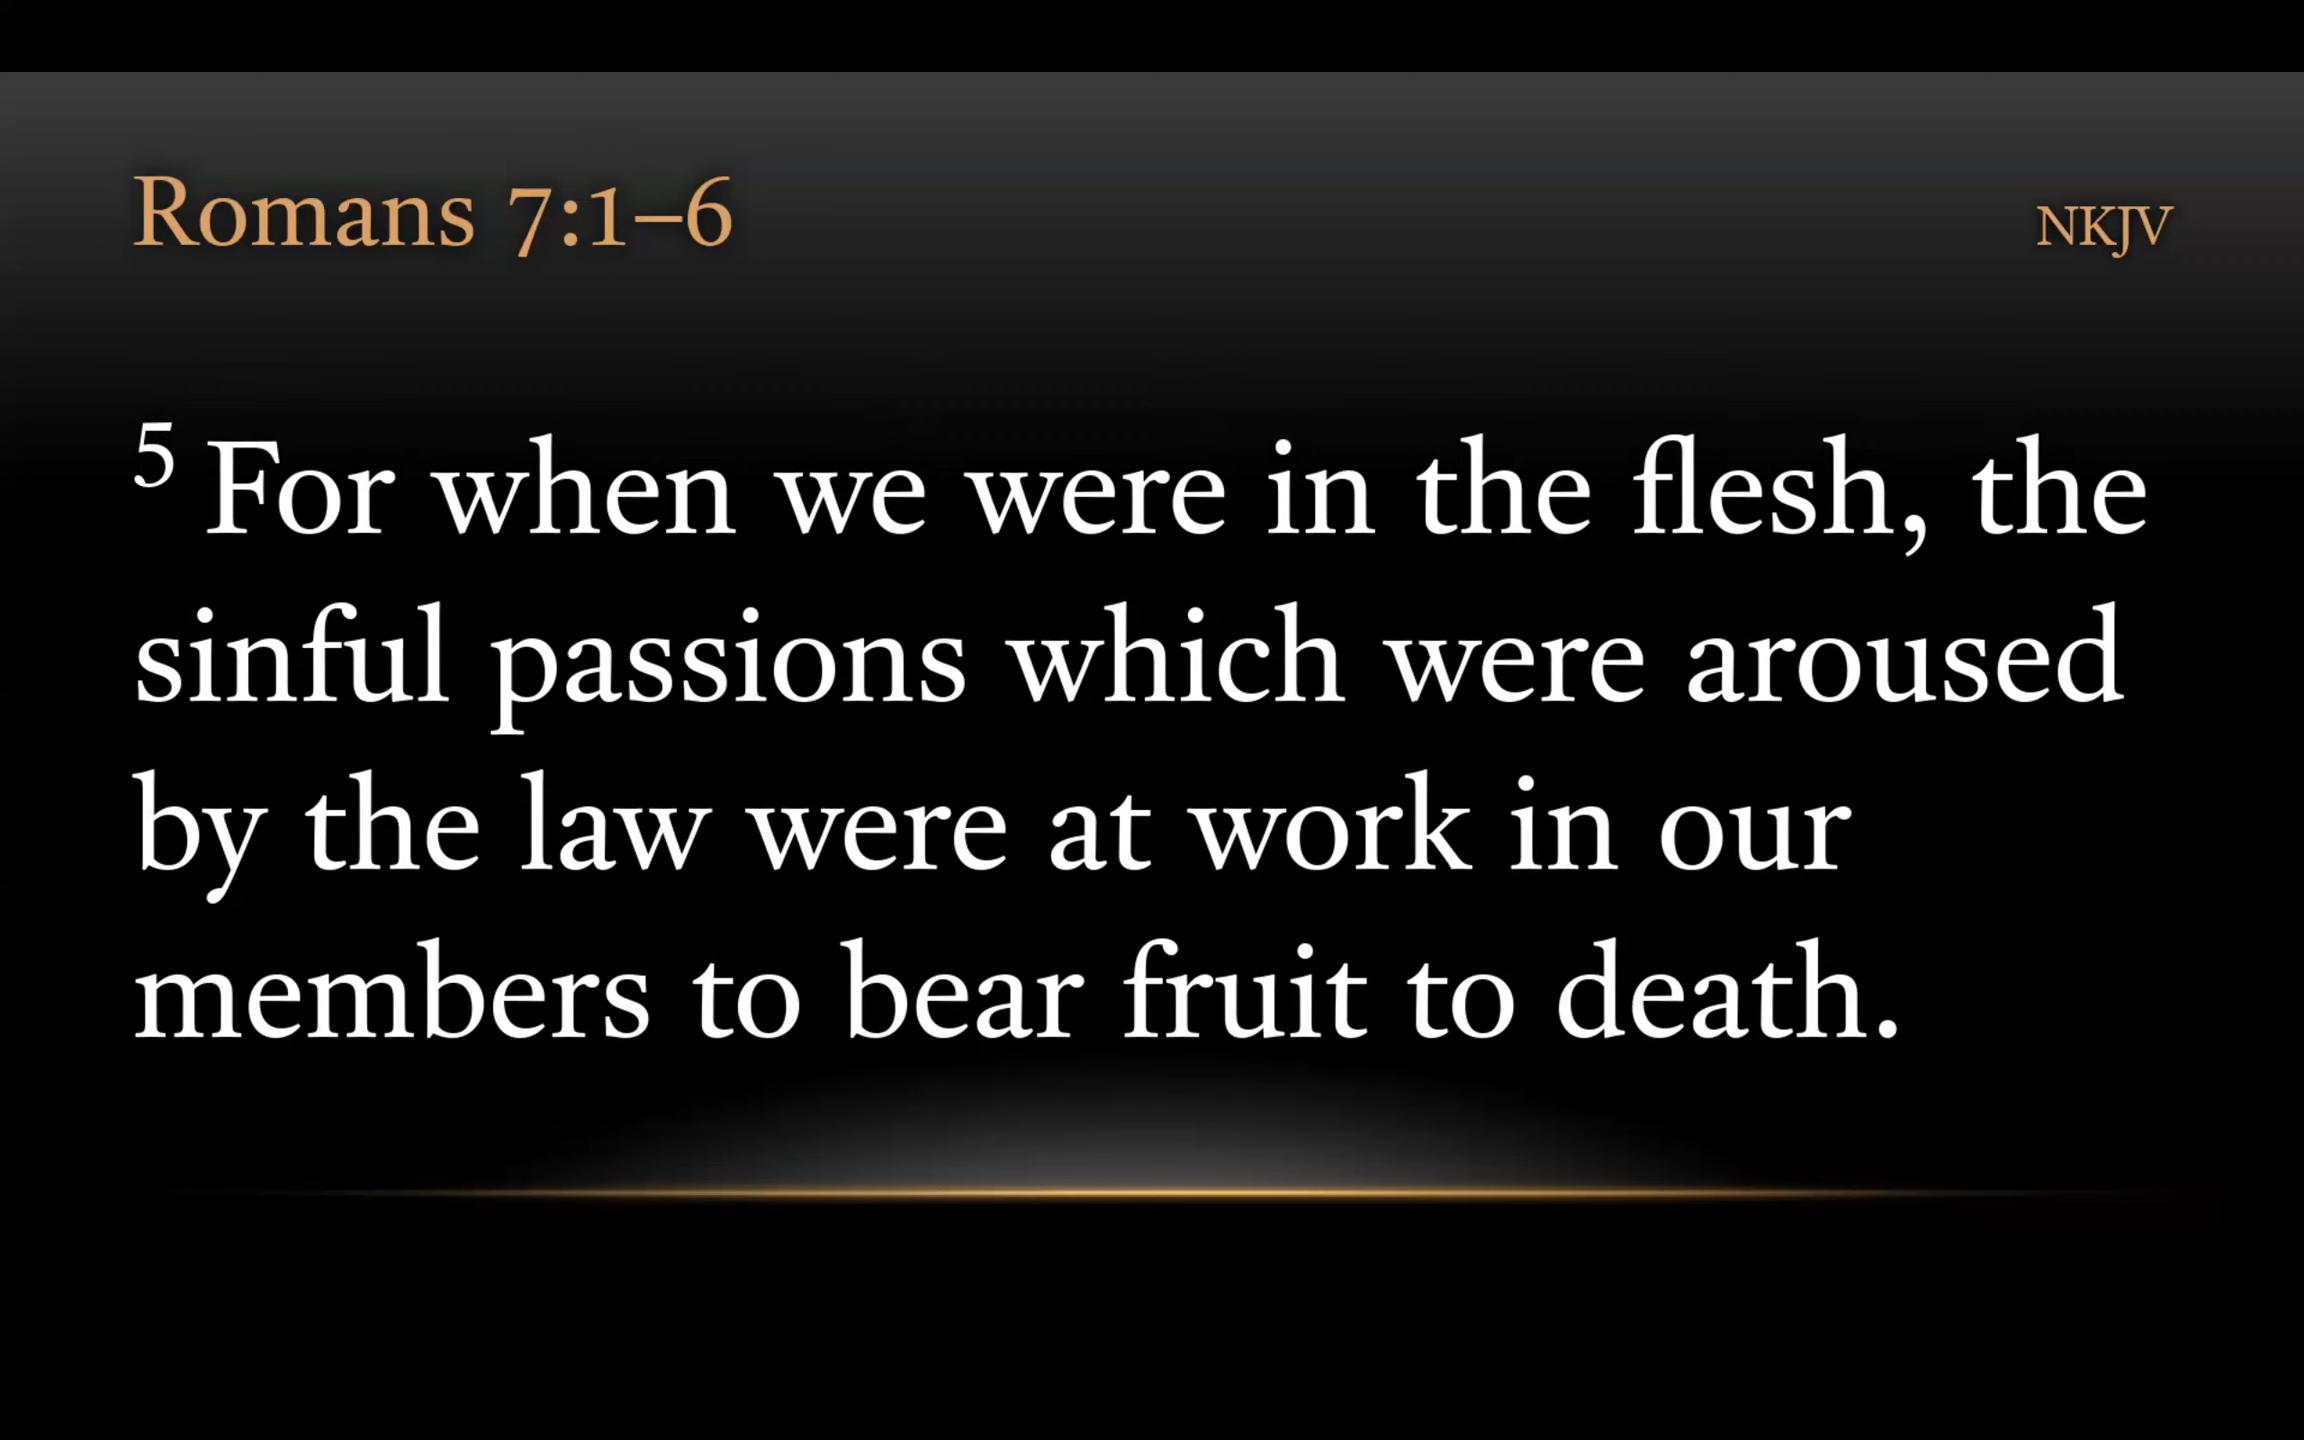 Romans 7:1–6
NKJV
5 For when we were in the flesh, the
sinful passions which were aroused
by the law were at work in our
members to bear fruit to death.